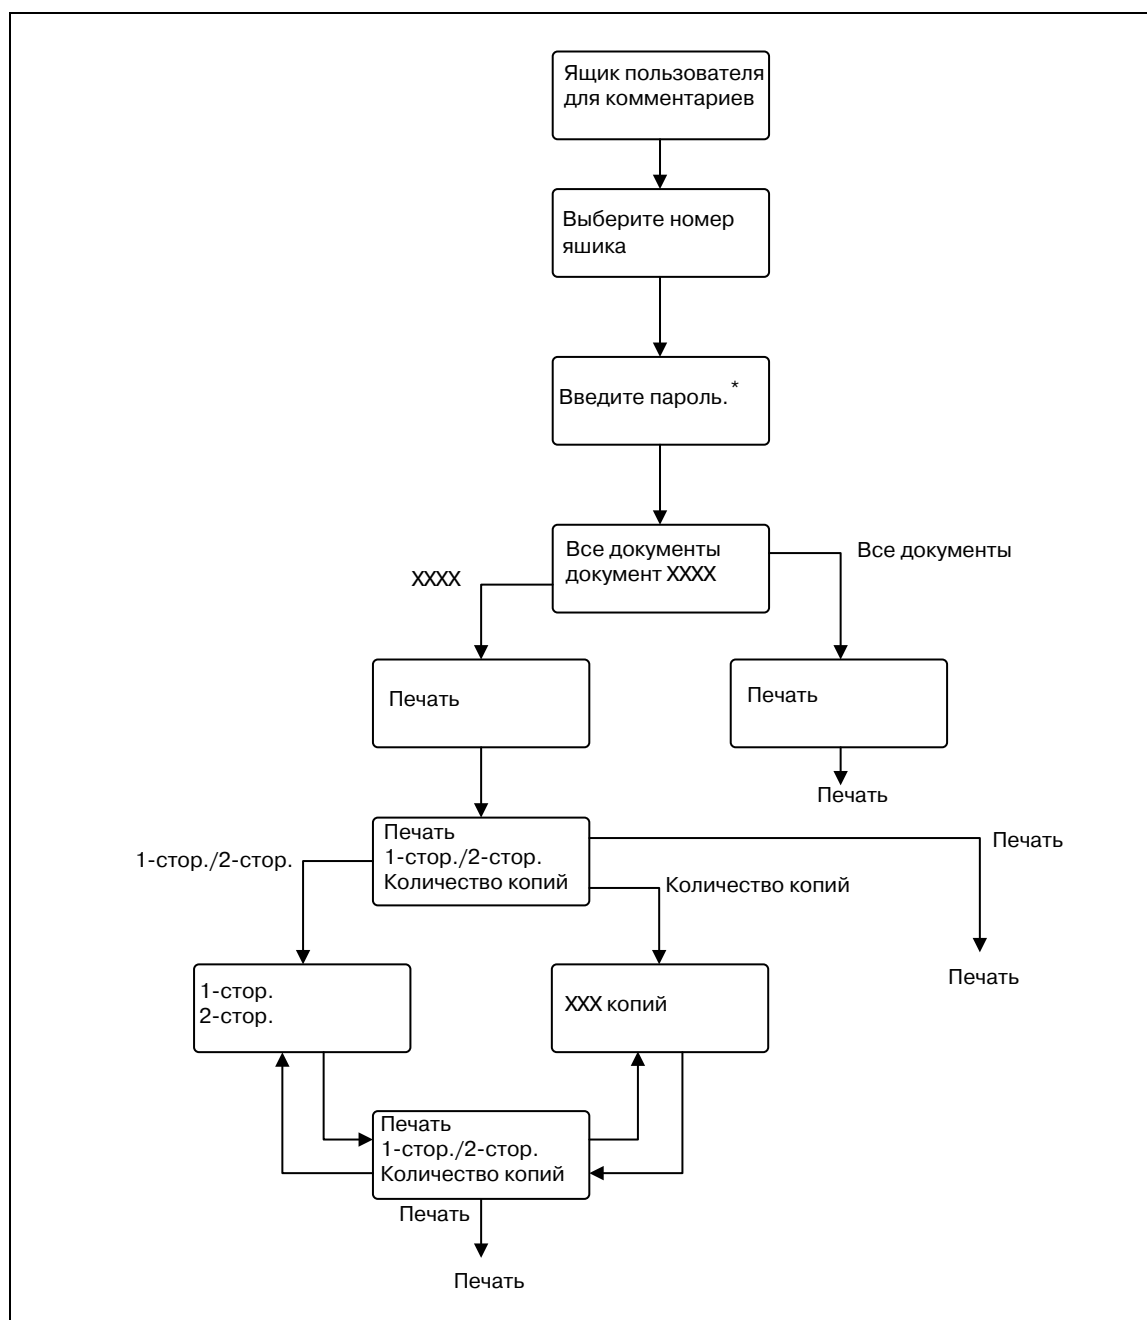 Ящик пользователя
для комментариев
Выберите номер
яшика
Введите пароль.*
Все документы
документ XXXX
Все документы
XXXX
Печать
Печать
Печать
Печать
1-стор./2-стор.
Количество копий
Печать
1-стор./2-стор.
Количество копий
Печать
1-стор.
2-стор.
XXX копий
Печать
1-стор./2-стор.
Количество копий
Печать
Печать